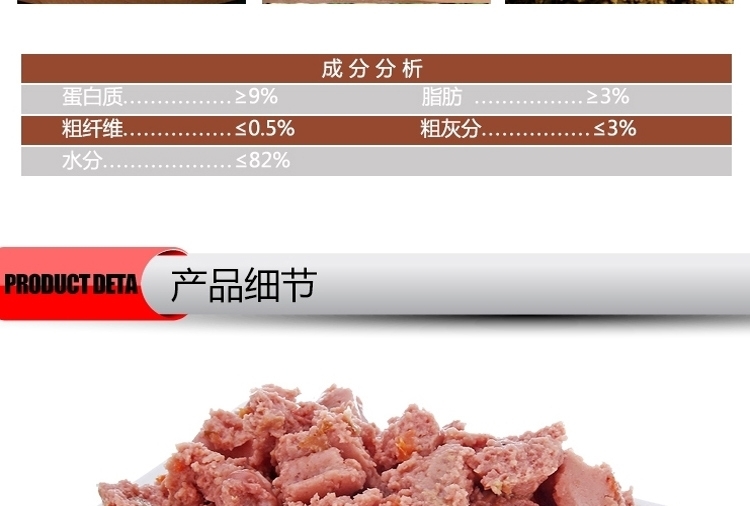 成分分析
蛋白质................≥9% 脂肪 ................≥3%
粗纤维................≤0.5% 粗灰分................≤3%
水分...................≤82%
PRODUCT DETA 产品细节